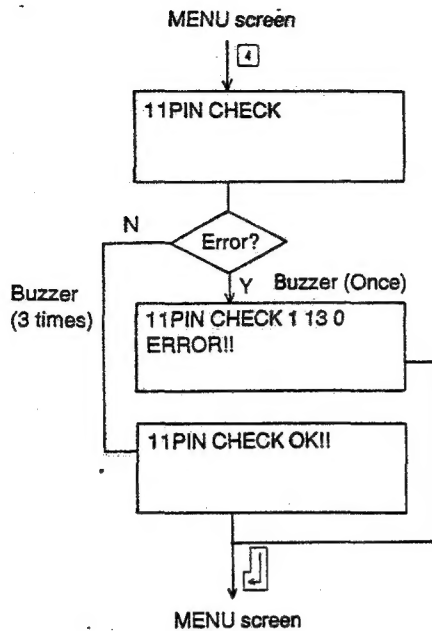 MENU screen
4
11PIN CHECK
N
Error?
Y
Buzzer (Once)
Buzzer
(3 times)
11PIN CHECK 1 13 0
ERROR!!
11PIN CHECK OK!!
MENU screen